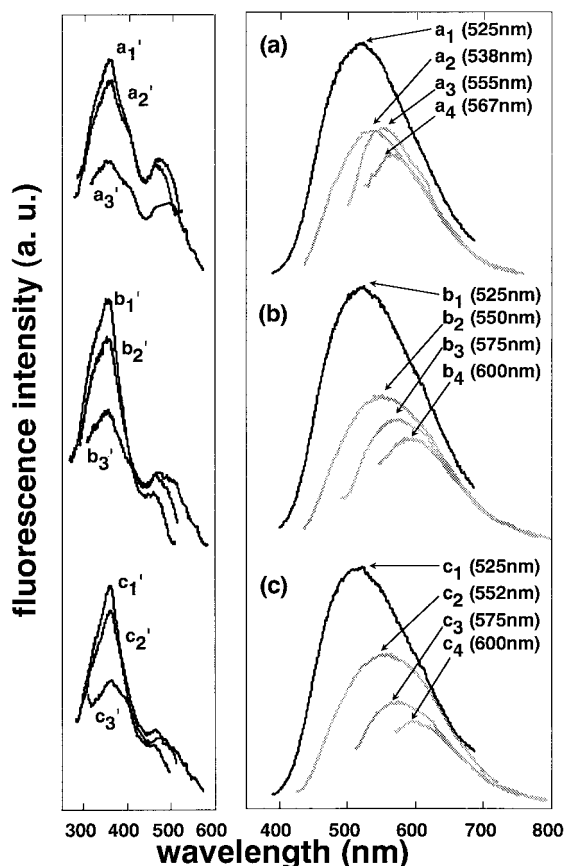 fluorescence intensity (a. u.)
a1'
a2'
a3'
b1'
b2'
b3'
c1'
c2'
c3'
300 400 500 600
(a)
a1 (525nm)
a2 (538nm)
a3 (555nm)
a4 (567nm)
(b)
b1 (525nm)
b2 (550nm)
b3 (575nm)
b4 (600nm)
(c)
c1 (525nm)
c2 (552nm)
c3 (575nm)
c4 (600nm)
400 500 600 700 800
wavelength (nm)